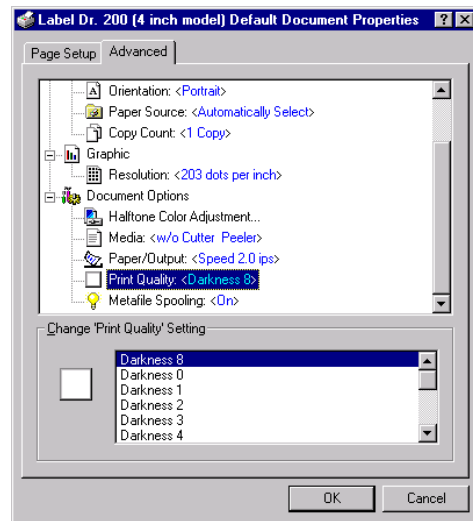 Label Dr. 200 (4 inch model) Default Document Properties
Page Setup
Advanced
Orientation: <Portrait>
Paper Source: <Automatically Select>
Copy Count: <1 Copy>
Graphic
Resolution: <203 dots per inch>
Document Options
Halftone Color Adjustment...
Media: <w/o Cutter Peeler>
Paper/Output: <Speed 2.0 ips>
Print Quality: <Darkness 8>
Metafile Spooling: <On>
Change 'Print Quality' Setting
Darkness 8
Darkness 0
Darkness 1
Darkness 2
Darkness 3
Darkness 4
OK
Cancel